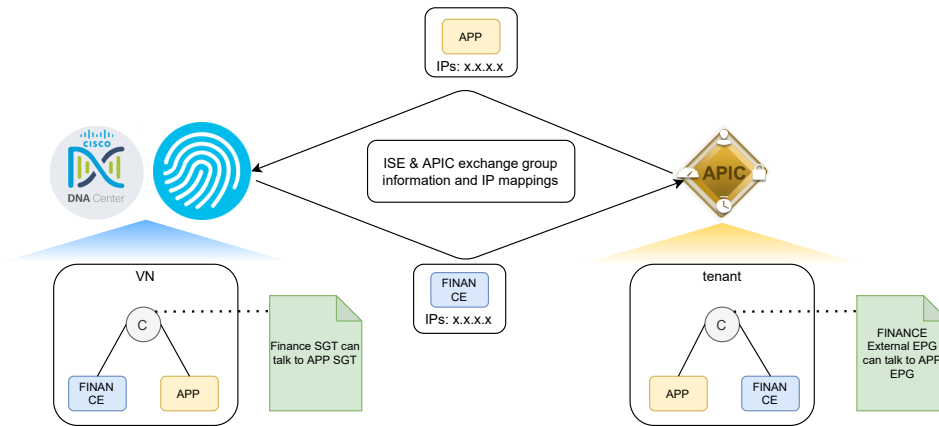 APP
IPs: x.x.x.x
CISCO
DNA Center
ISE & APIC exchange group
information and IP mappings
APIC
VN
C
FINAN
CE
APP
Finance SGT can
talk to APP SGT
FINAN
CE
IPs: x.x.x.x
tenant
C
APP
FINAN
CE
FINANCE
External EPG
can talk to APP
EPG